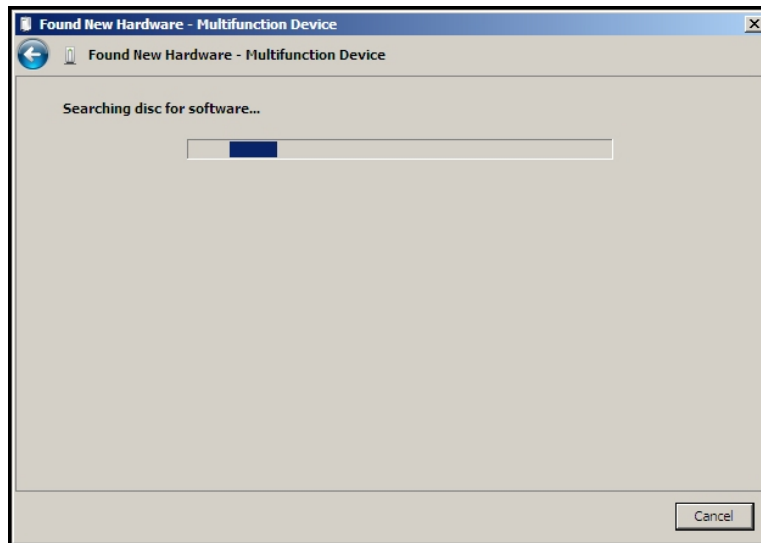 Found New Hardware - Multifunction Device
Found New Hardware - Multifunction Device
Searching disc for software...
Cancel